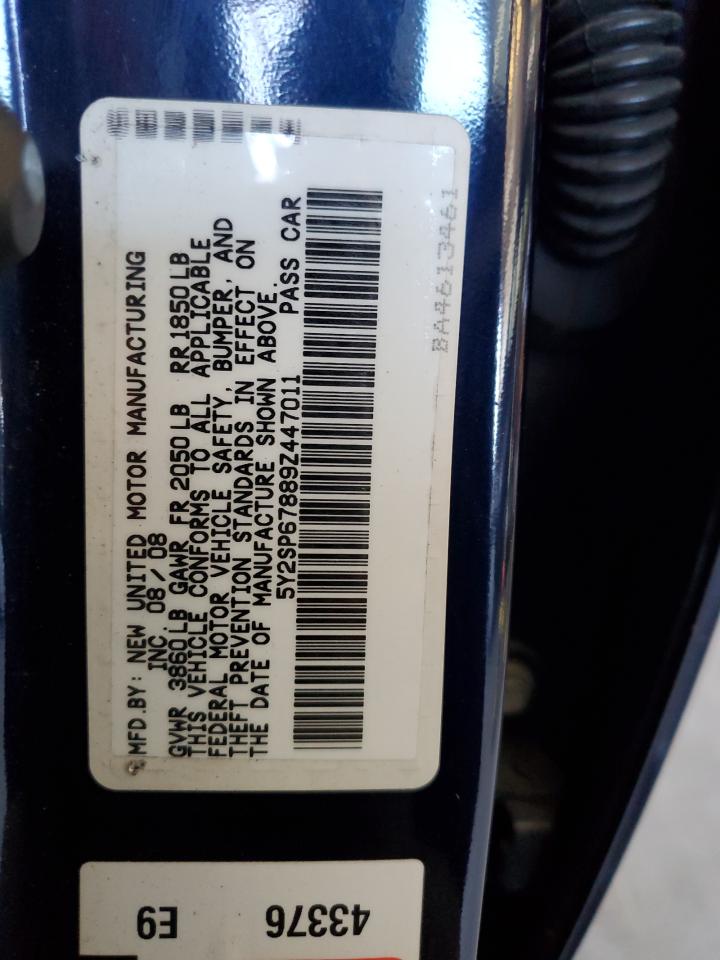 MFD.BY: NEW UNITED MOTOR MANUFACTURING
INC. 08/08
GVWR 3860LB GAWR FR 2050LB RR1850LB
THIS VEHICLE CONFORMS TO ALL APPLICABLE
FEDERAL MOTOR VEHICLE SAFETY, BUMPER, AND
THEFT PREVENTION STANDARDS IN EFFECT ON
THE DATE OF MANUFACTURE SHOWN ABOVE.
5Y2SP67889Z447011 PASS CAR
BA4613461
43376
E9